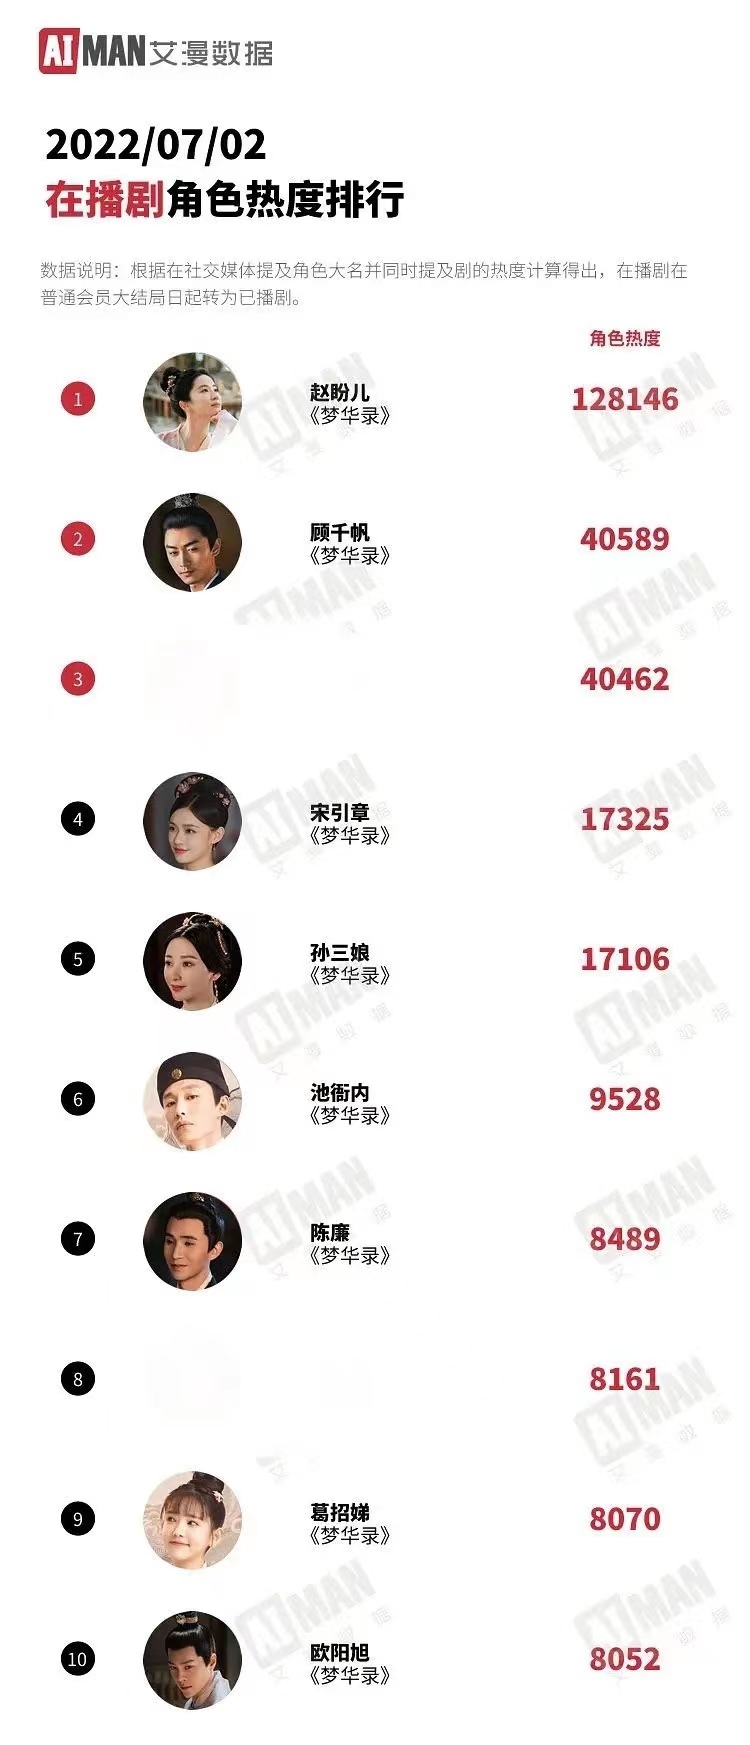 AIMAN艾漫数据
2022/07/02
在播剧角色热度排行
数据说明：根据在社交媒体提及角色大名并同时提及剧的热度计算得出，在播剧在
普通会员大结局日起转为已播剧。
角色热度
1
赵盼儿
《梦华录》
128146
2
顾千帆
《梦华录》
40589
3
40462
4
宋引章
《梦华录》
17325
5
孙三娘
《梦华录》
17106
6
池衙内
《梦华录》
9528
7
陈廉
《梦华录》
8489
8
8161
9
葛招娣
《梦华录》
8070
10
欧阳旭
《梦华录》
8052